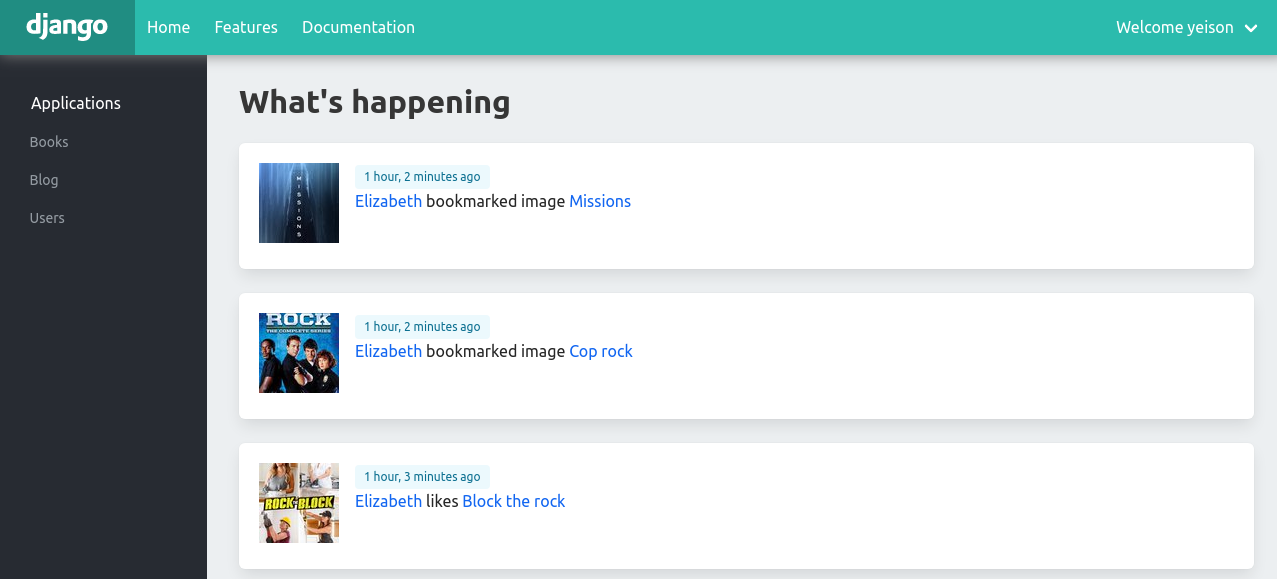 django Home Features Documentation Welcome yeison
Applications
Books
Blog
Users
What's happening
MISSIONS
1 hour, 2 minutes ago
Elizabeth bookmarked image Missions
ROCK
THE COMPLETE SERIES
1 hour, 2 minutes ago
Elizabeth bookmarked image Cop rock
ROCK BLOCK
1 hour, 3 minutes ago
Elizabeth likes Block the rock